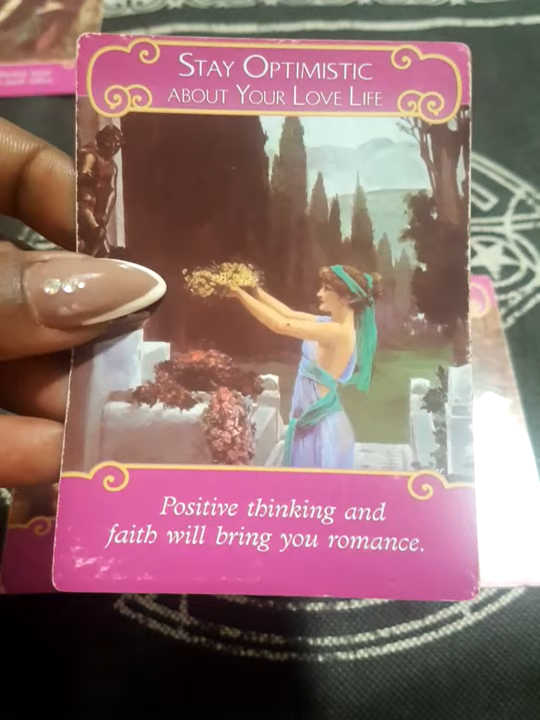 STAY OPTIMISTIC
ABOUT YOUR LOVE LIFE
Positive thinking and
faith will bring you romance.